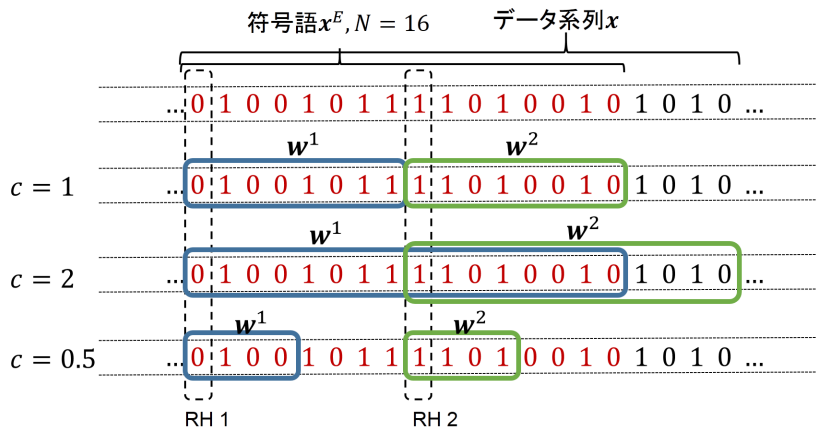 符号語x^E, N = 16 データ系列x
...0 1 0 0 1 0 1 1 1 1 0 1 0 0 1 0 1 0 1 0 ...
w^1 w^2
c = 1 ...0 1 0 0 1 0 1 1 1 1 0 1 0 0 1 0 1 0 1 0 ...
w^1 w^2
c = 2 ...0 1 0 0 1 0 1 1 1 1 0 1 0 0 1 0 1 0 1 0 ...
w^1 w^2
c = 0.5 ...0 1 0 0 1 0 1 1 1 1 0 1 0 0 1 0 1 0 1 0 ...
RH 1 RH 2